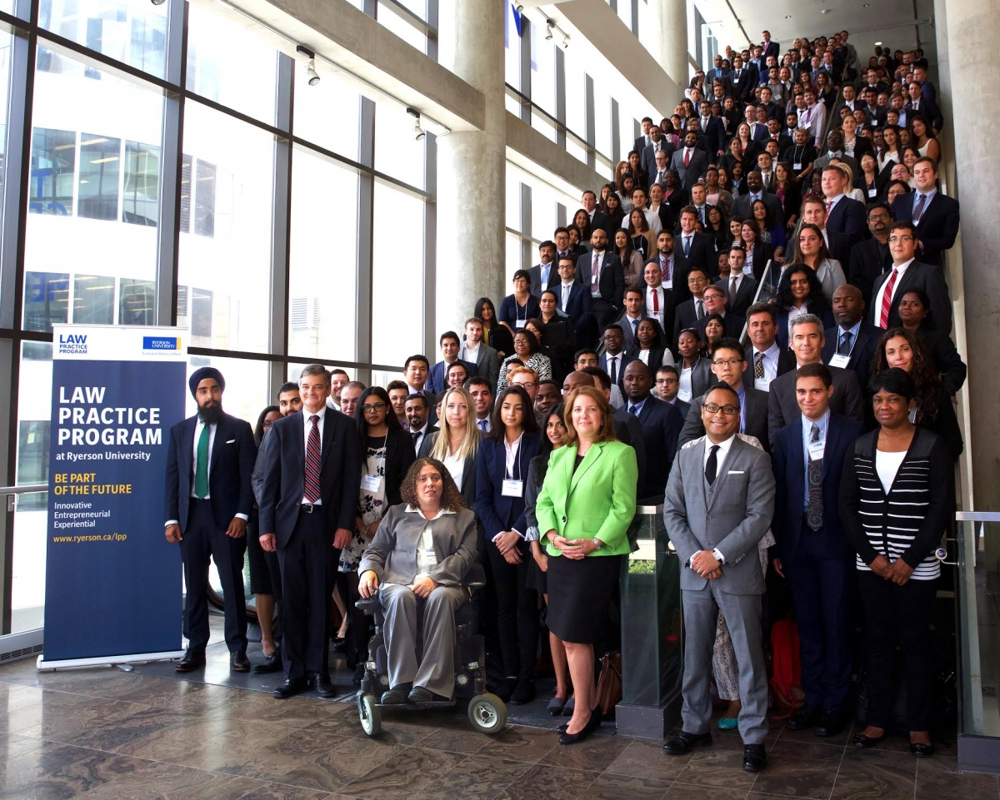 LAW
PRACTICE
PROGRAM
RYERSON
UNIVERSITY
LAW
PRACTICE
PROGRAM
at Ryerson University
BE PART
OF THE FUTURE
Innovative
Entrepreneurial
Experiential
www.ryerson.ca/lpp